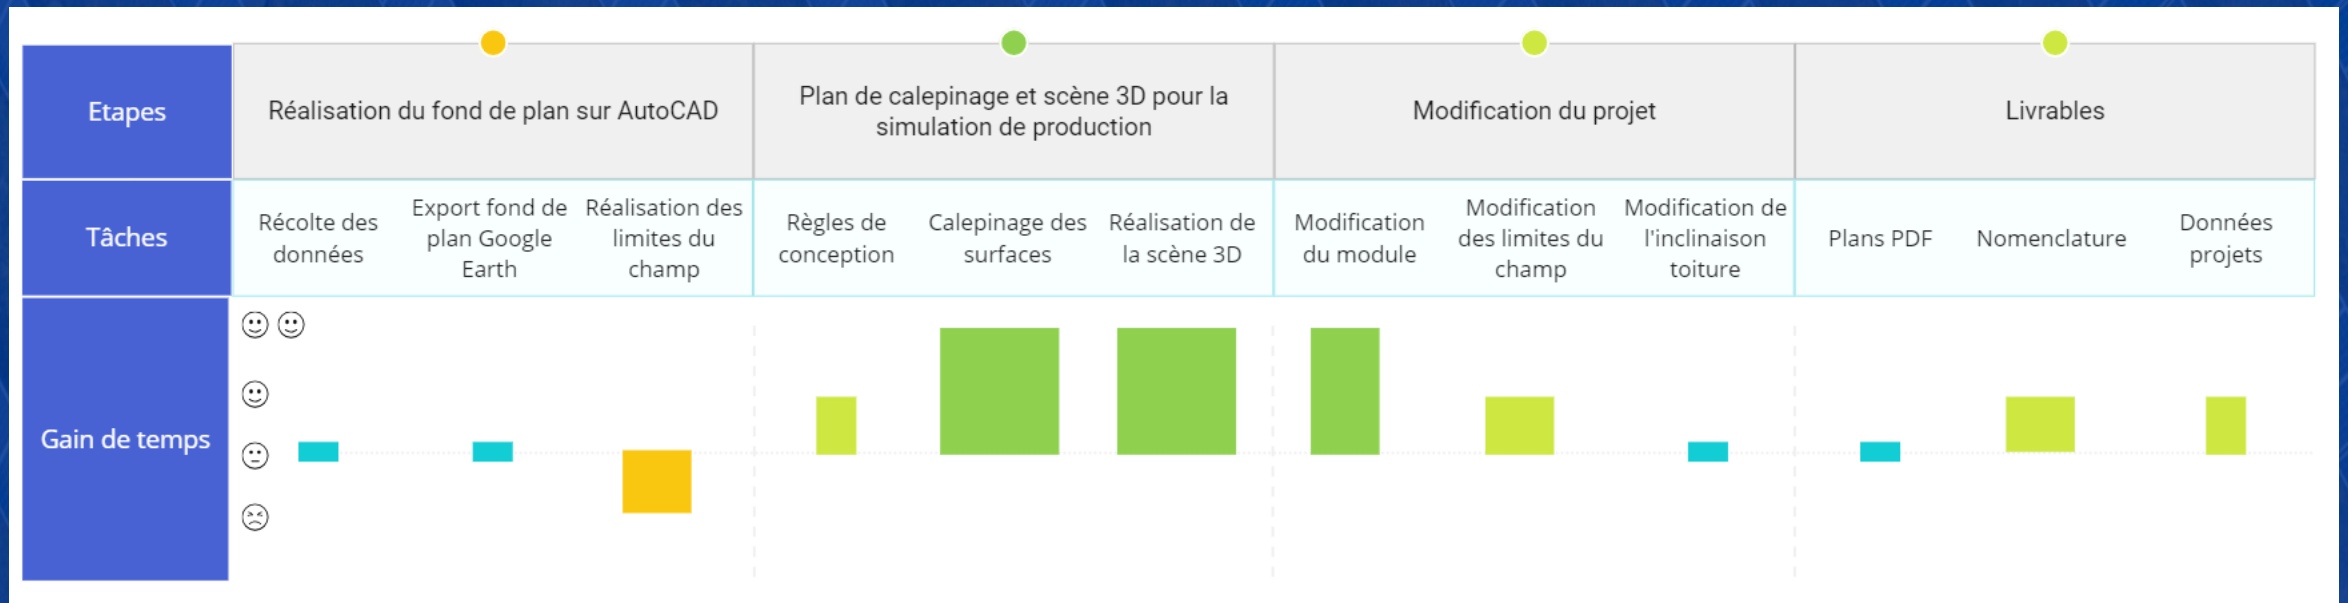 Etapes
Réalisation du fond de plan sur AutoCAD
Plan de calepinage et scène 3D pour la
simulation de production
Modification du projet
Livrables
Tâches
Récolte des
données
Export fond de
plan Google
Earth
Réalisation des
limites du
champ
Règles de
conception
Calepinage des
surfaces
Réalisation de
la scène 3D
Modification
du module
Modification
des limites du
champ
Modification de
l'inclinaison
toiture
Plans PDF
Nomenclature
Données
projets
Gain de temps